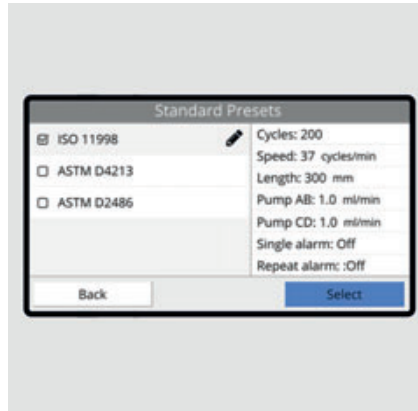 Standard Presets
ISO 11998
ASTM D4213
ASTM D2486
Cycles: 200
Speed: 37 cycles/min
Length: 300 mm
Pump AB: 1.0 ml/min
Pump CD: 1.0 ml/min
Single alarm: Off
Repeat alarm: :Off
Back
Select